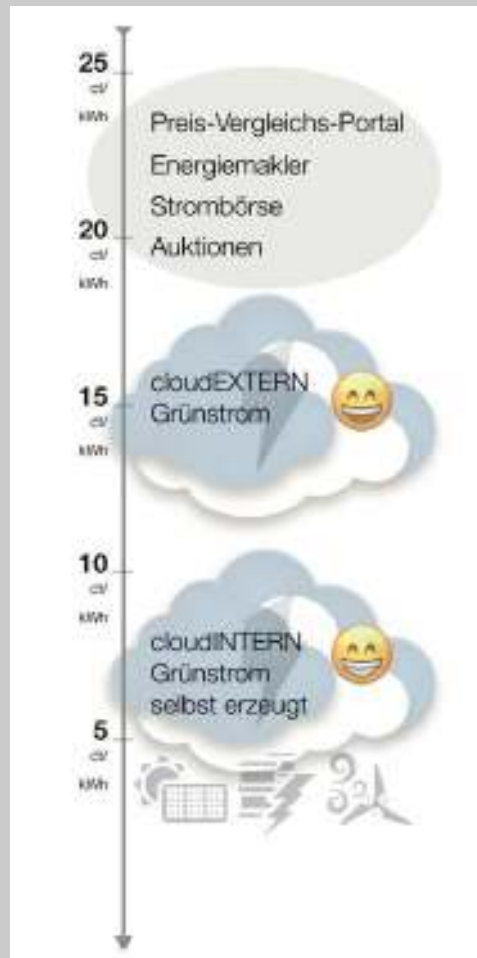 25
ct/
kWh
Preis-Vergleichs-Portal
Energiemakler
Strombörse
20
ct/
kWh
Auktionen
cloudEXTERN
15
ct/
kWh
Grünstrom
10
ct/
kWh
cloudINTERN
Grünstrom
selbst erzeugt
5
ct/
kWh